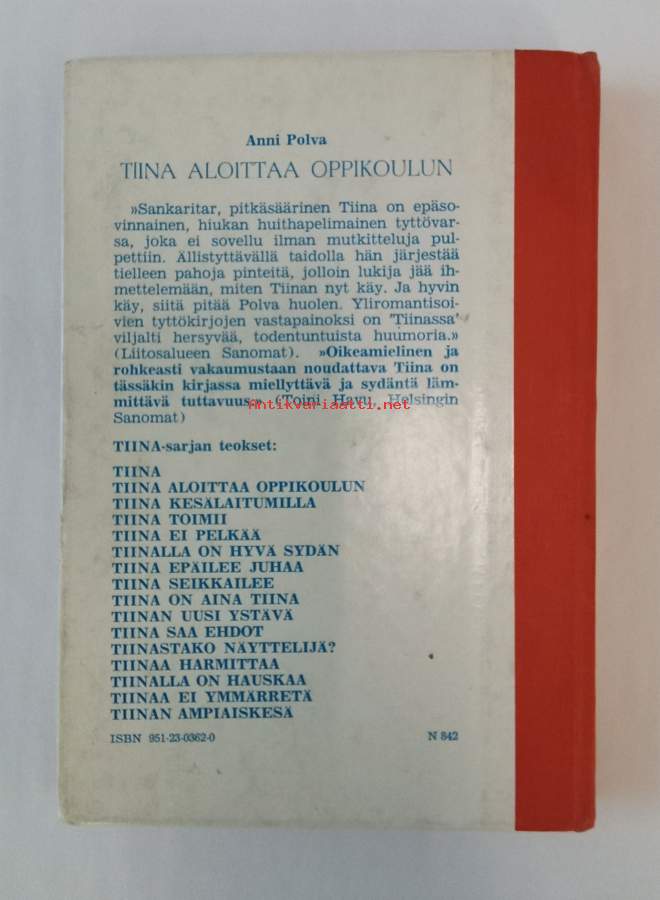 Anni Polva
TIINA ALOITTAA OPPIKOULUN
»Sankaritar, pitkäsäärinen Tiina on epäso-
vinnainen, hiukan huithapelimainen tyttövar-
sa, joka ei sovellu ilman mutkitteluja pul-
pettiin. Ällistyttävällä taidolla hän järjestää
tielleen pahoja pinteitä, jolloin lukija jää ih-
mettelemään, miten Tiinan nyt käy. Ja hyvin
käy, siitä pitää Polva huolen. Yliromantisoi-
vien tyttökirjojen vastapainoksi on 'Tiinassa'
viljalti hersyvää, todentuntuista huumoria.»
(Liitosalueen Sanomat). »Oikeamielinen ja
rohkeasti vakaumustaan noudattava Tiina on
tässäkin kirjassa miellyttävä ja sydäntä läm-
mittävä tuttavuus.» (Toini Havu, Helsingin
Sanomat)
Antikvariaatti.net
TIINA-sarjan teokset:
TIINA
TIINA ALOITTAA OPPIKOULUN
TIINA KESÄLAITUMILLA
TIINA TOIMII
TIINA EI PELKÄÄ
TIINALLA ON HYVÄ SYDÄN
TIINA EPÄILEE JUHAA
TIINA SEIKKAILEE
TIINA ON AINA TIINA
TIINAN UUSI YSTÄVÄ
TIINA SAA EHDOT
TIINASTAKO NÄYTTELIJÄ?
TIINAA HARMITTAA
TIINALLA ON HAUSKAA
TIINAA EI YMMÄRRETÄ
TIINAN AMPIAISKESÄ
ISBN 951-23-0362-0 N 842